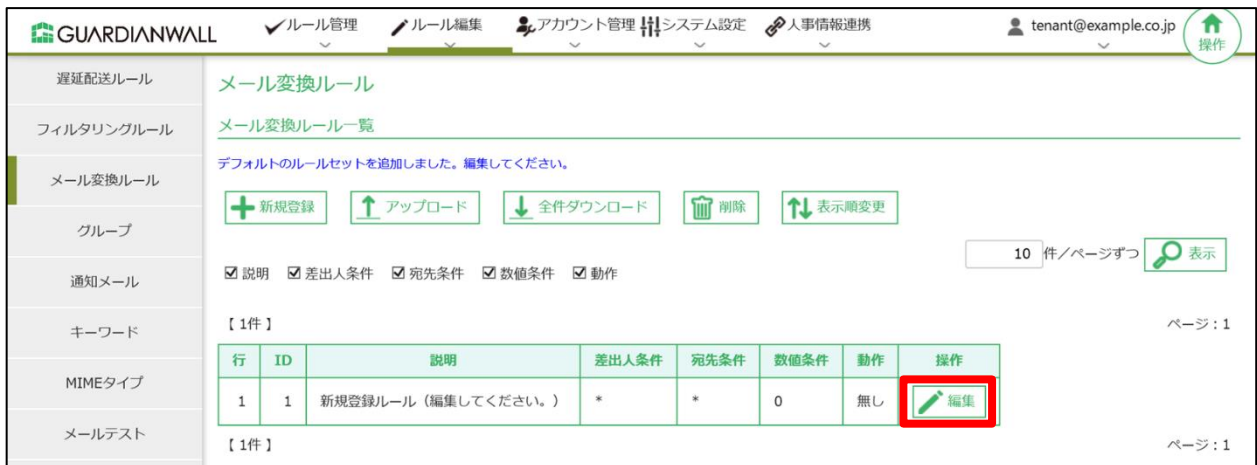 GUARDIANWALL
ルール管理 ルール編集 アカウント管理 システム設定 人事情報連携 tenant@example.co.jp 操作
遅延配送ルール
フィルタリングルール
メール変換ルール
グループ
通知メール
キーワード
MIMEタイプ
メールテスト
メール変換ルール
メール変換ルール一覧
デフォルトのルールセットを追加しました。編集してください。
新規登録 アップロード 全件ダウンロード 削除 表示順変更
10 件/ページずつ 表示
説明 差出人条件 宛先条件 数値条件 動作
【 1件 】 ページ : 1
行 ID 説明 差出人条件 宛先条件 数値条件 動作 操作
1 1 新規登録ルール（編集してください。） * * 0 無し 編集
【 1件 】 ページ : 1